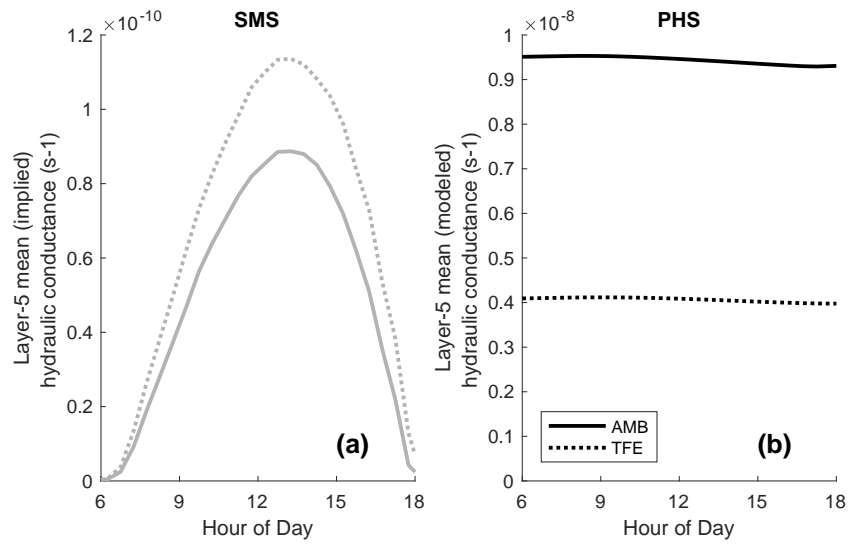 SMS
×10-10
1.2
1
0.8
0.6
0.4
0.2
0
Layer-5 mean (implied)
hydraulic conductance (s-1)
6 9 12 15 18
Hour of Day
(a)
PHS
×10-8
1
0.9
0.8
0.7
0.6
0.5
0.4
0.3
0.2
0.1
0
Layer-5 mean (modeled)
hydraulic conductance (s-1)
AMB
TFE
(b)
6 9 12 15 18
Hour of Day